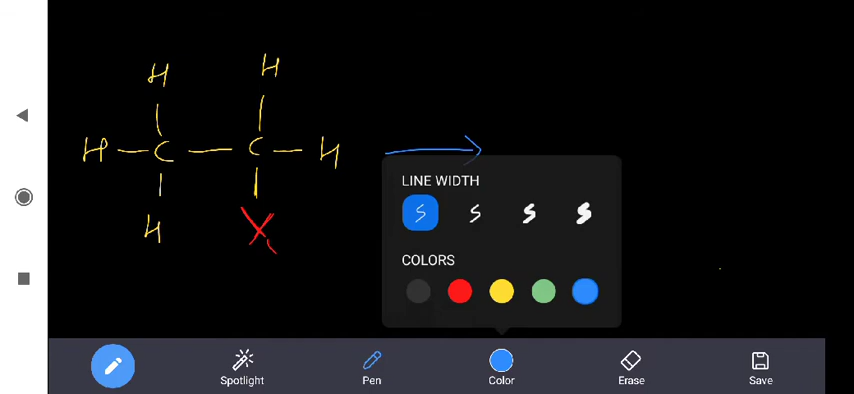 H H
H — C — C — H
H X
LINE WIDTH
COLORS
Spotlight Pen Color Erase Save